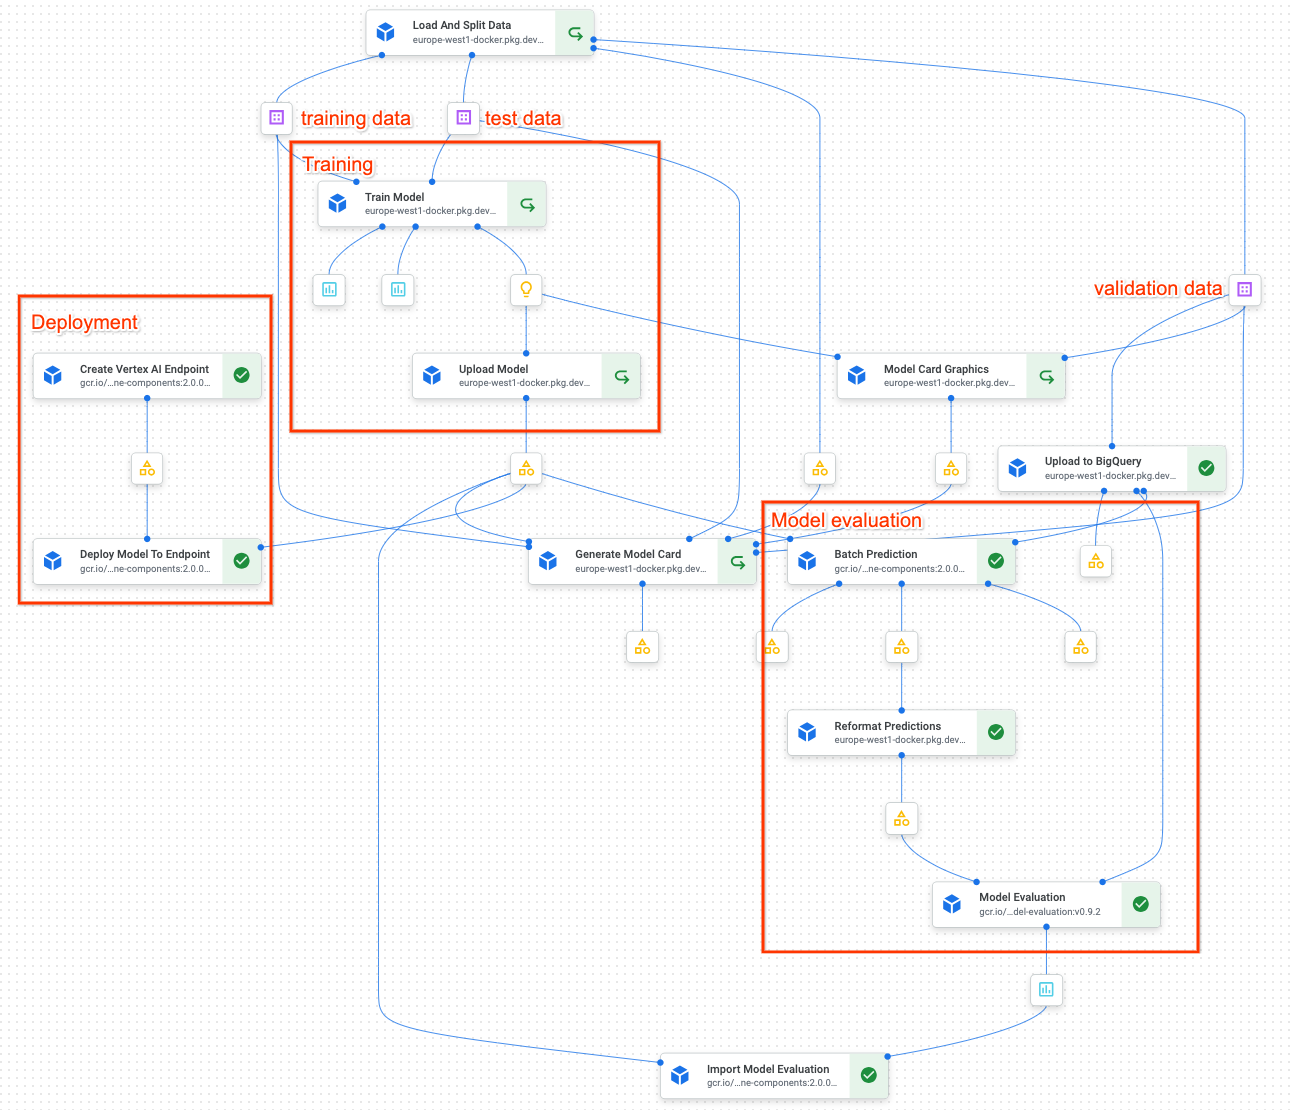 Load And Split Data
europe-west1-docker.pkg.dev...
training data
test data
Training
Train Model
europe-west1-docker.pkg.dev...
validation data
Deployment
Create Vertex AI Endpoint
gcr.io/...ne-components:2.0.0...
Upload Model
europe-west1-docker.pkg.dev...
Model Card Graphics
europe-west1-docker.pkg.dev...
Upload to BigQuery
europe-west1-docker.pkg.dev...
Model evaluation
Deploy Model To Endpoint
gcr.io/...ne-components:2.0.0...
Generate Model Card
europe-west1-docker.pkg.dev...
Batch Prediction
gcr.io/...ne-components:2.0.0...
Reformat Predictions
europe-west1-docker.pkg.dev...
Model Evaluation
gcr.io/...del-evaluation:v0.9.2
Import Model Evaluation
gcr.io/...ne-components:2.0.0...